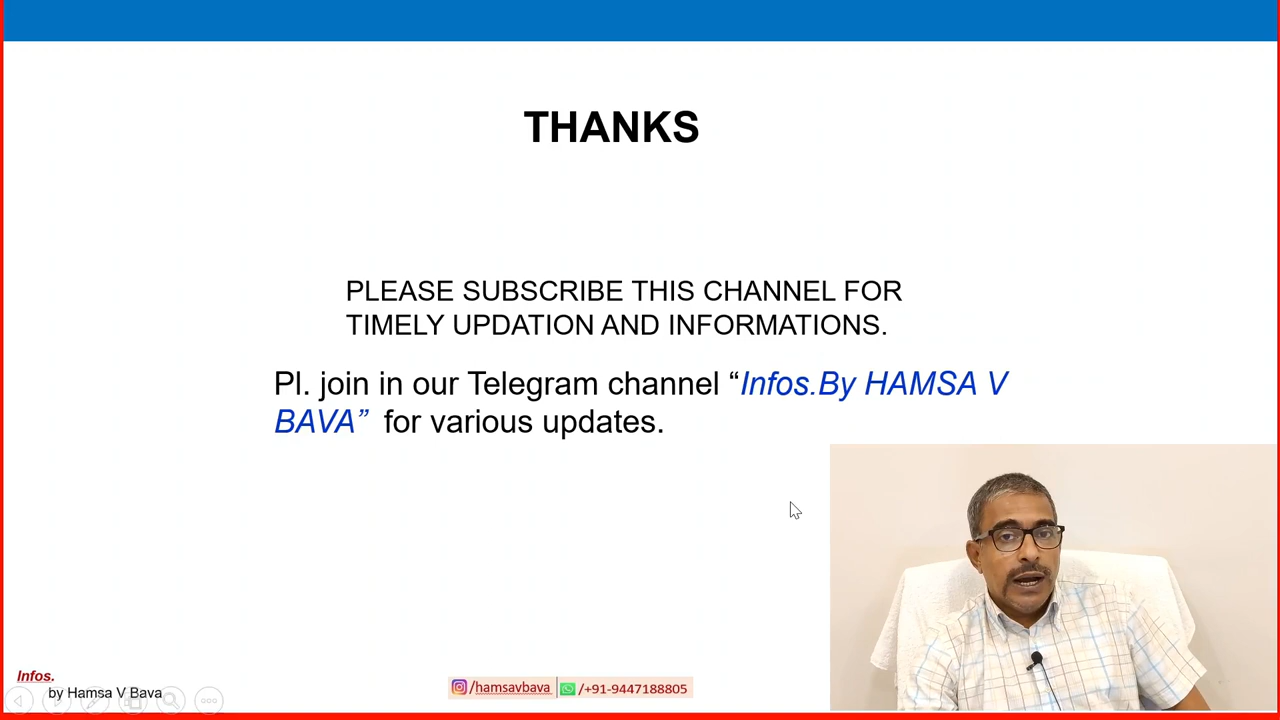 THANKS
PLEASE SUBSCRIBE THIS CHANNEL FOR
TIMELY UPDATION AND INFORMATIONS.
Pl. join in our Telegram channel “Infos.By HAMSA V
BAVA” for various updates.
Infos.
by Hamsa V Bava
/hamsavbava
/+91-9447188805